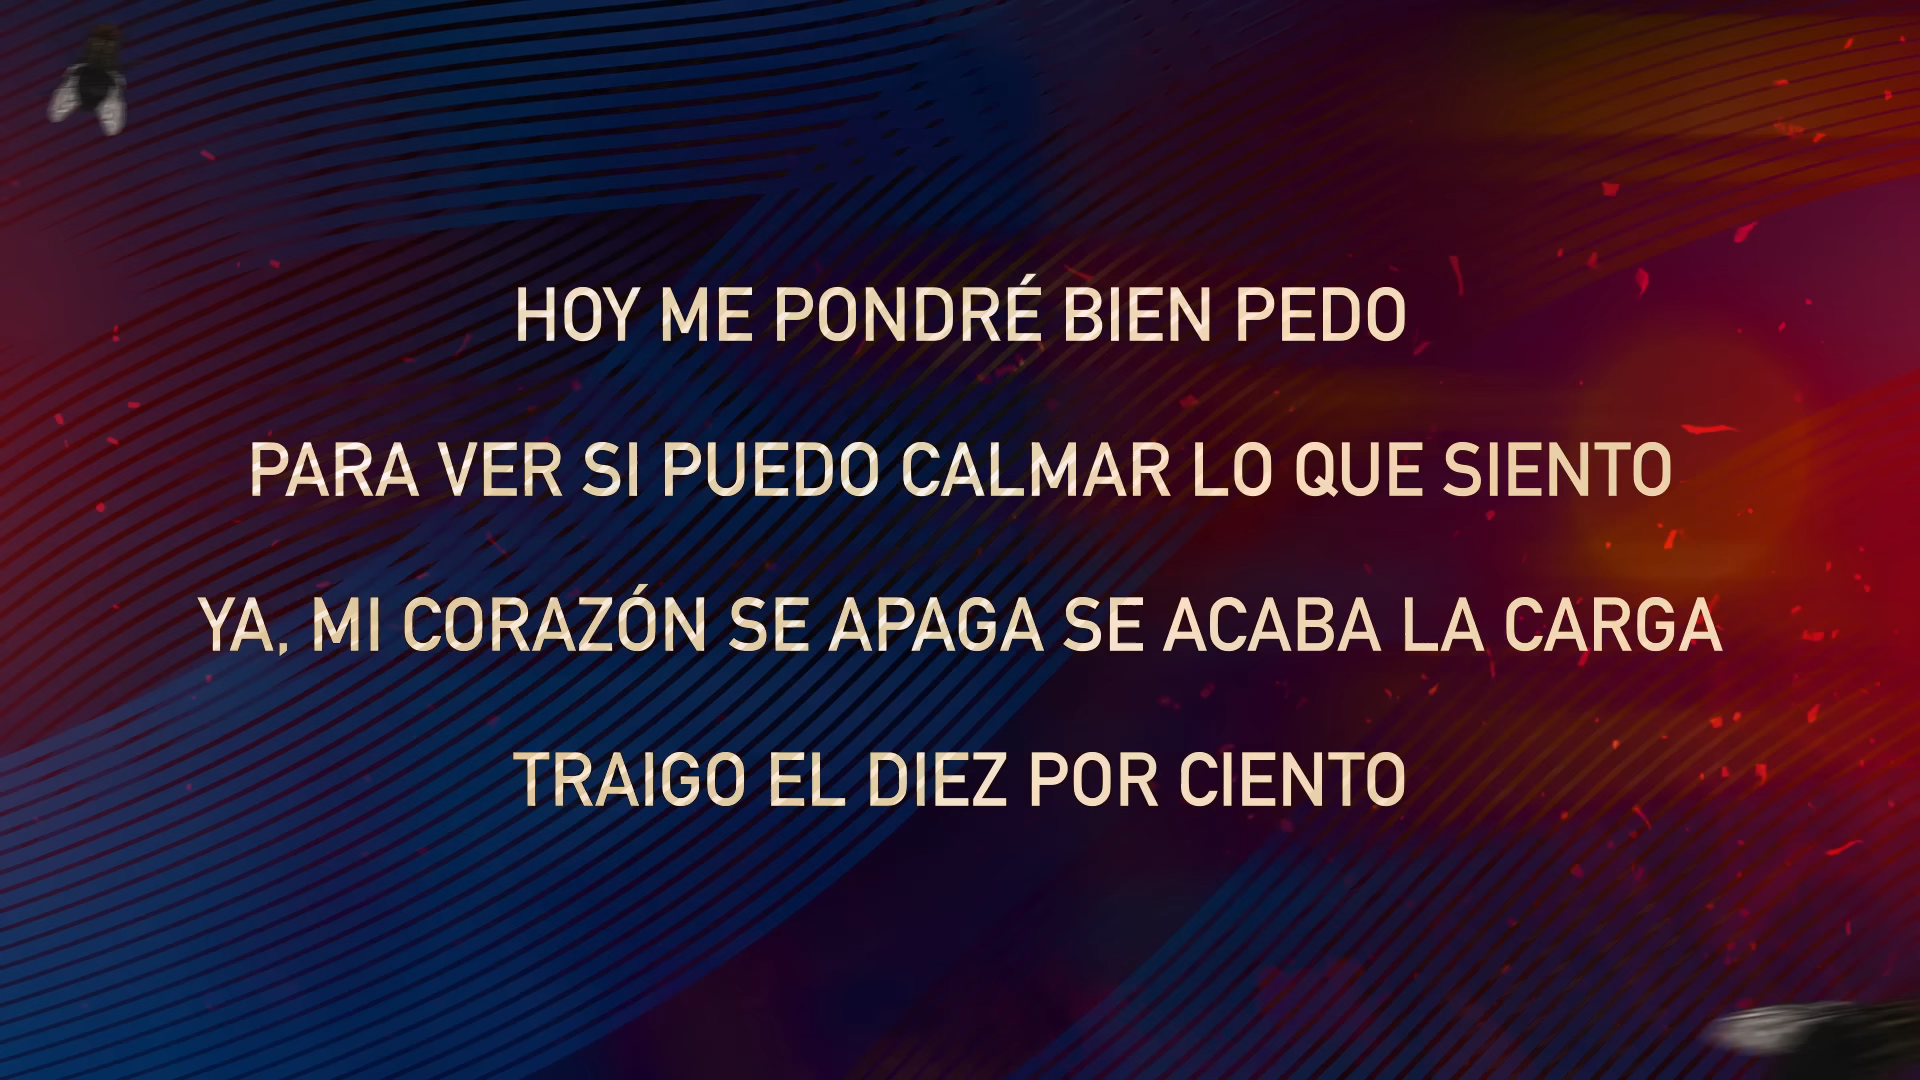 HOY ME PONDRÉ BIEN PEDO
PARA VER SI PUEDO CALMAR LO QUE SIENTO
YA, MI CORAZÓN SE APAGA SE ACABA LA CARGA
TRAIGO EL DIEZ POR CIENTO